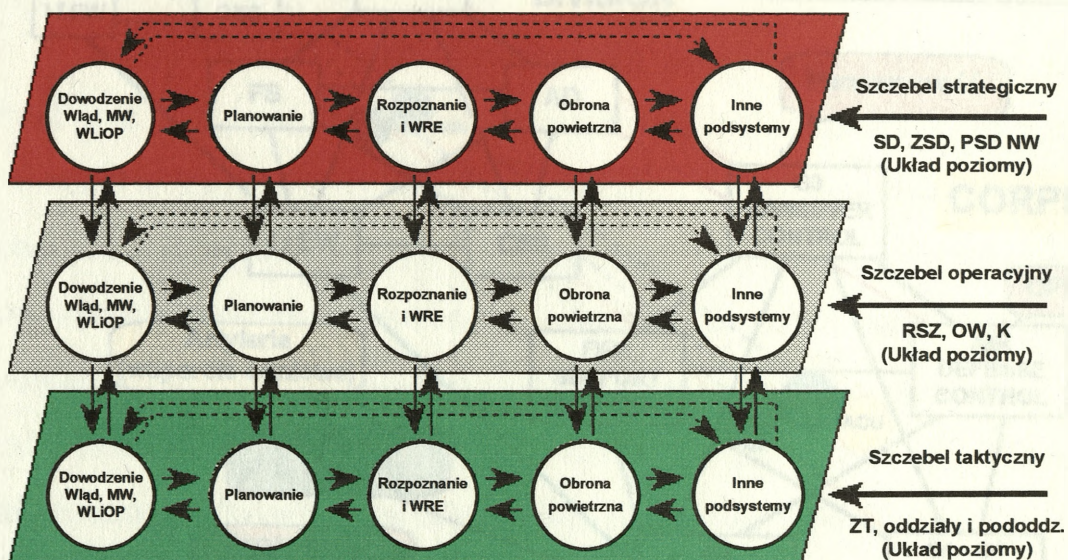 Dowodzenie
Wląd, MW,
WLiOP
Planowanie
Rozpoznanie
i WRE
Obrona
powietrzna
Inne
podsystemy
Szczebel strategiczny
SD, ZSD, PSD NW
(Układ poziomy)
Dowodzenie
Wląd, MW,
WLiOP
Planowanie
Rozpoznanie
i WRE
Obrona
powietrzna
Inne
podsystemy
Szczebel operacyjny
RSZ, OW, K
(Układ poziomy)
Dowodzenie
Wląd, MW,
WLiOP
Planowanie
Rozpoznanie
i WRE
Obrona
powietrzna
Inne
podsystemy
Szczebel taktyczny
ZT, oddziały i pododdz.
(Układ poziomy)